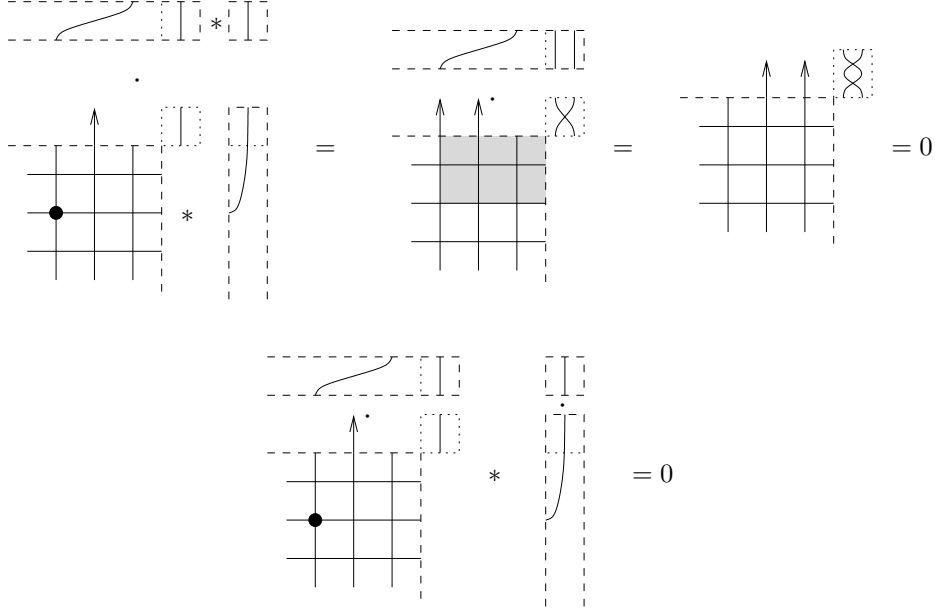 *
·
* = = = 0
·
·
*  = 0